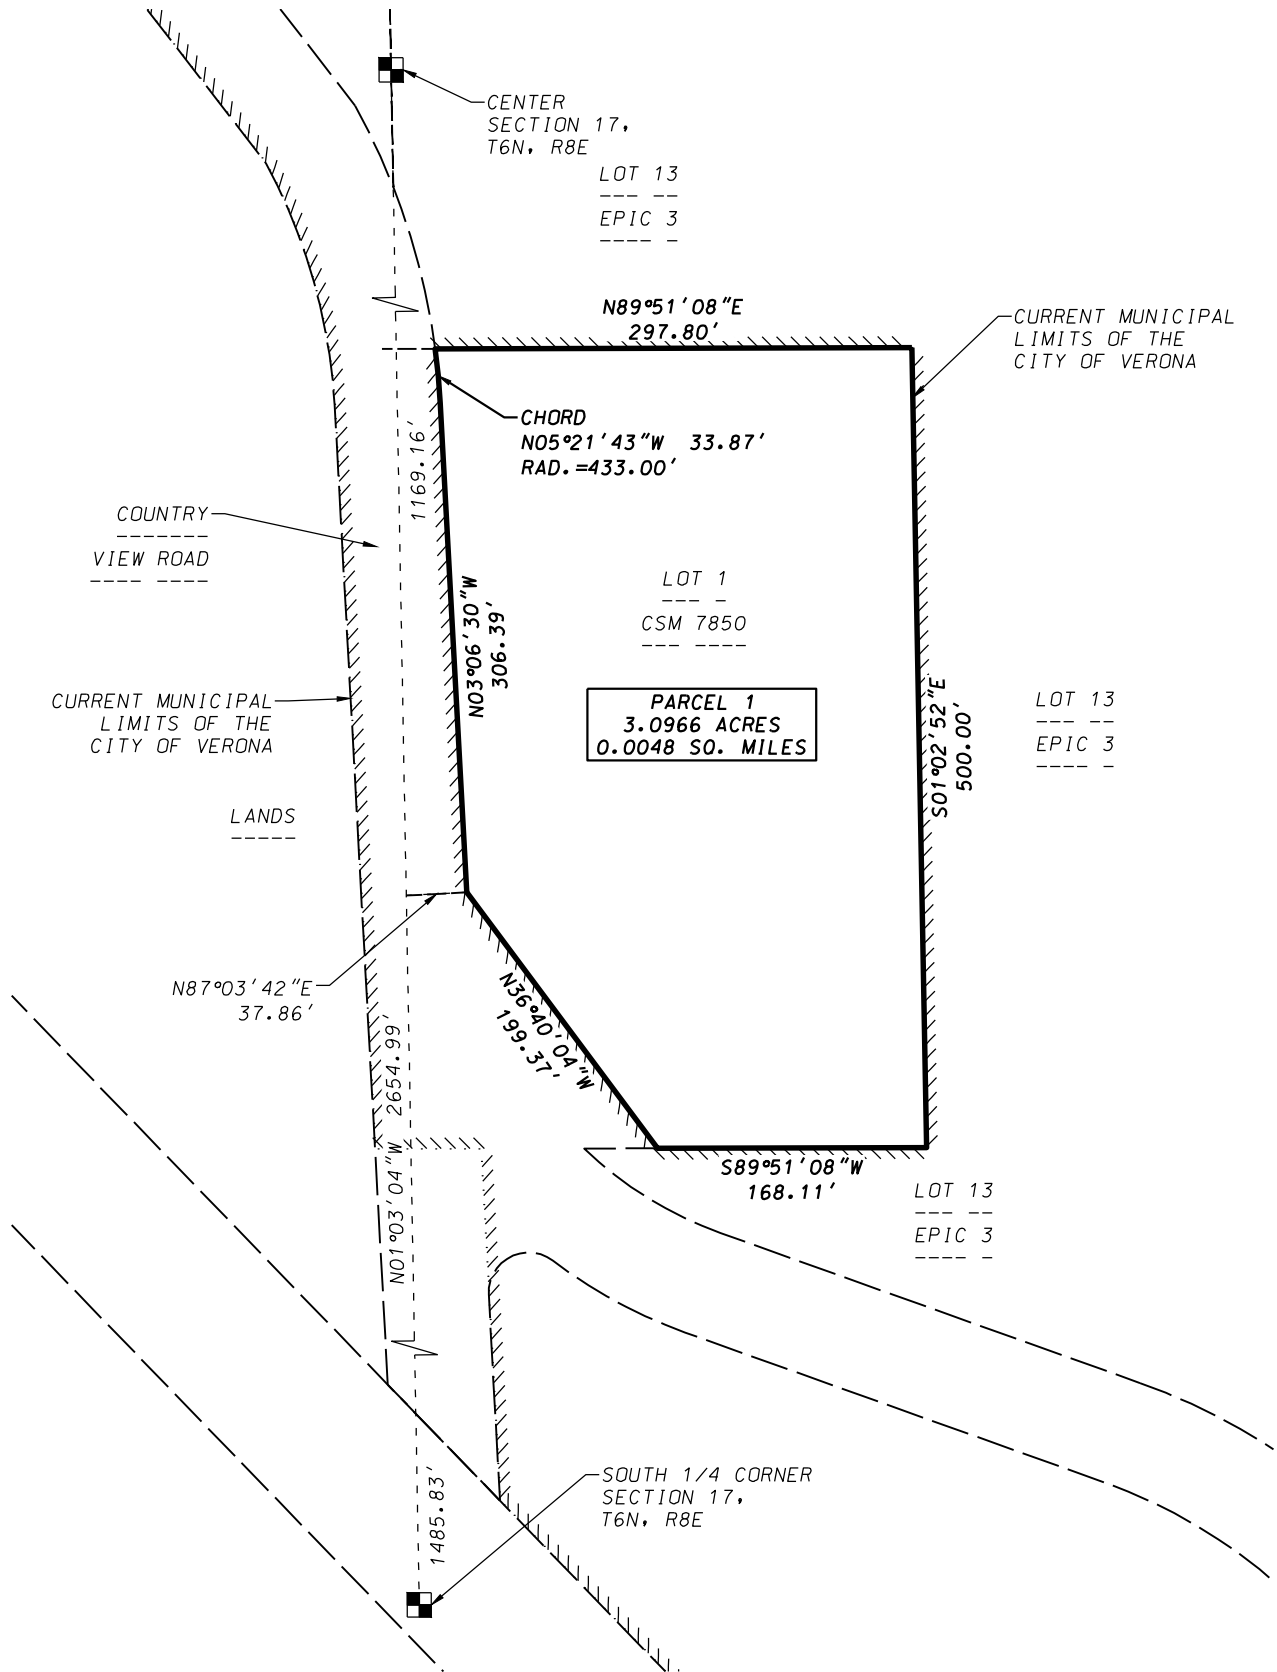 CENTER
SECTION 17,
T6N, R8E
LOT 13
EPIC 3
N89°51'08"E
297.80'
CURRENT MUNICIPAL
LIMITS OF THE
CITY OF VERONA
CHORD
N05°21'43"W 33.87'
RAD.=433.00'
1169.16'
COUNTRY
VIEW ROAD
LOT 1
CSM 7850
N03°06'30"W
306.39'
PARCEL 1
3.0966 ACRES
0.0048 SQ. MILES
S01°02'52"E
500.00'
LOT 13
EPIC 3
CURRENT MUNICIPAL
LIMITS OF THE
CITY OF VERONA
LANDS
N87°03'42"E
37.86'
N36°40'04"W
199.37'
N01°03'04"W 2654.99'
S89°51'08"W
168.11'
LOT 13
EPIC 3
1485.83'
SOUTH 1/4 CORNER
SECTION 17,
T6N, R8E